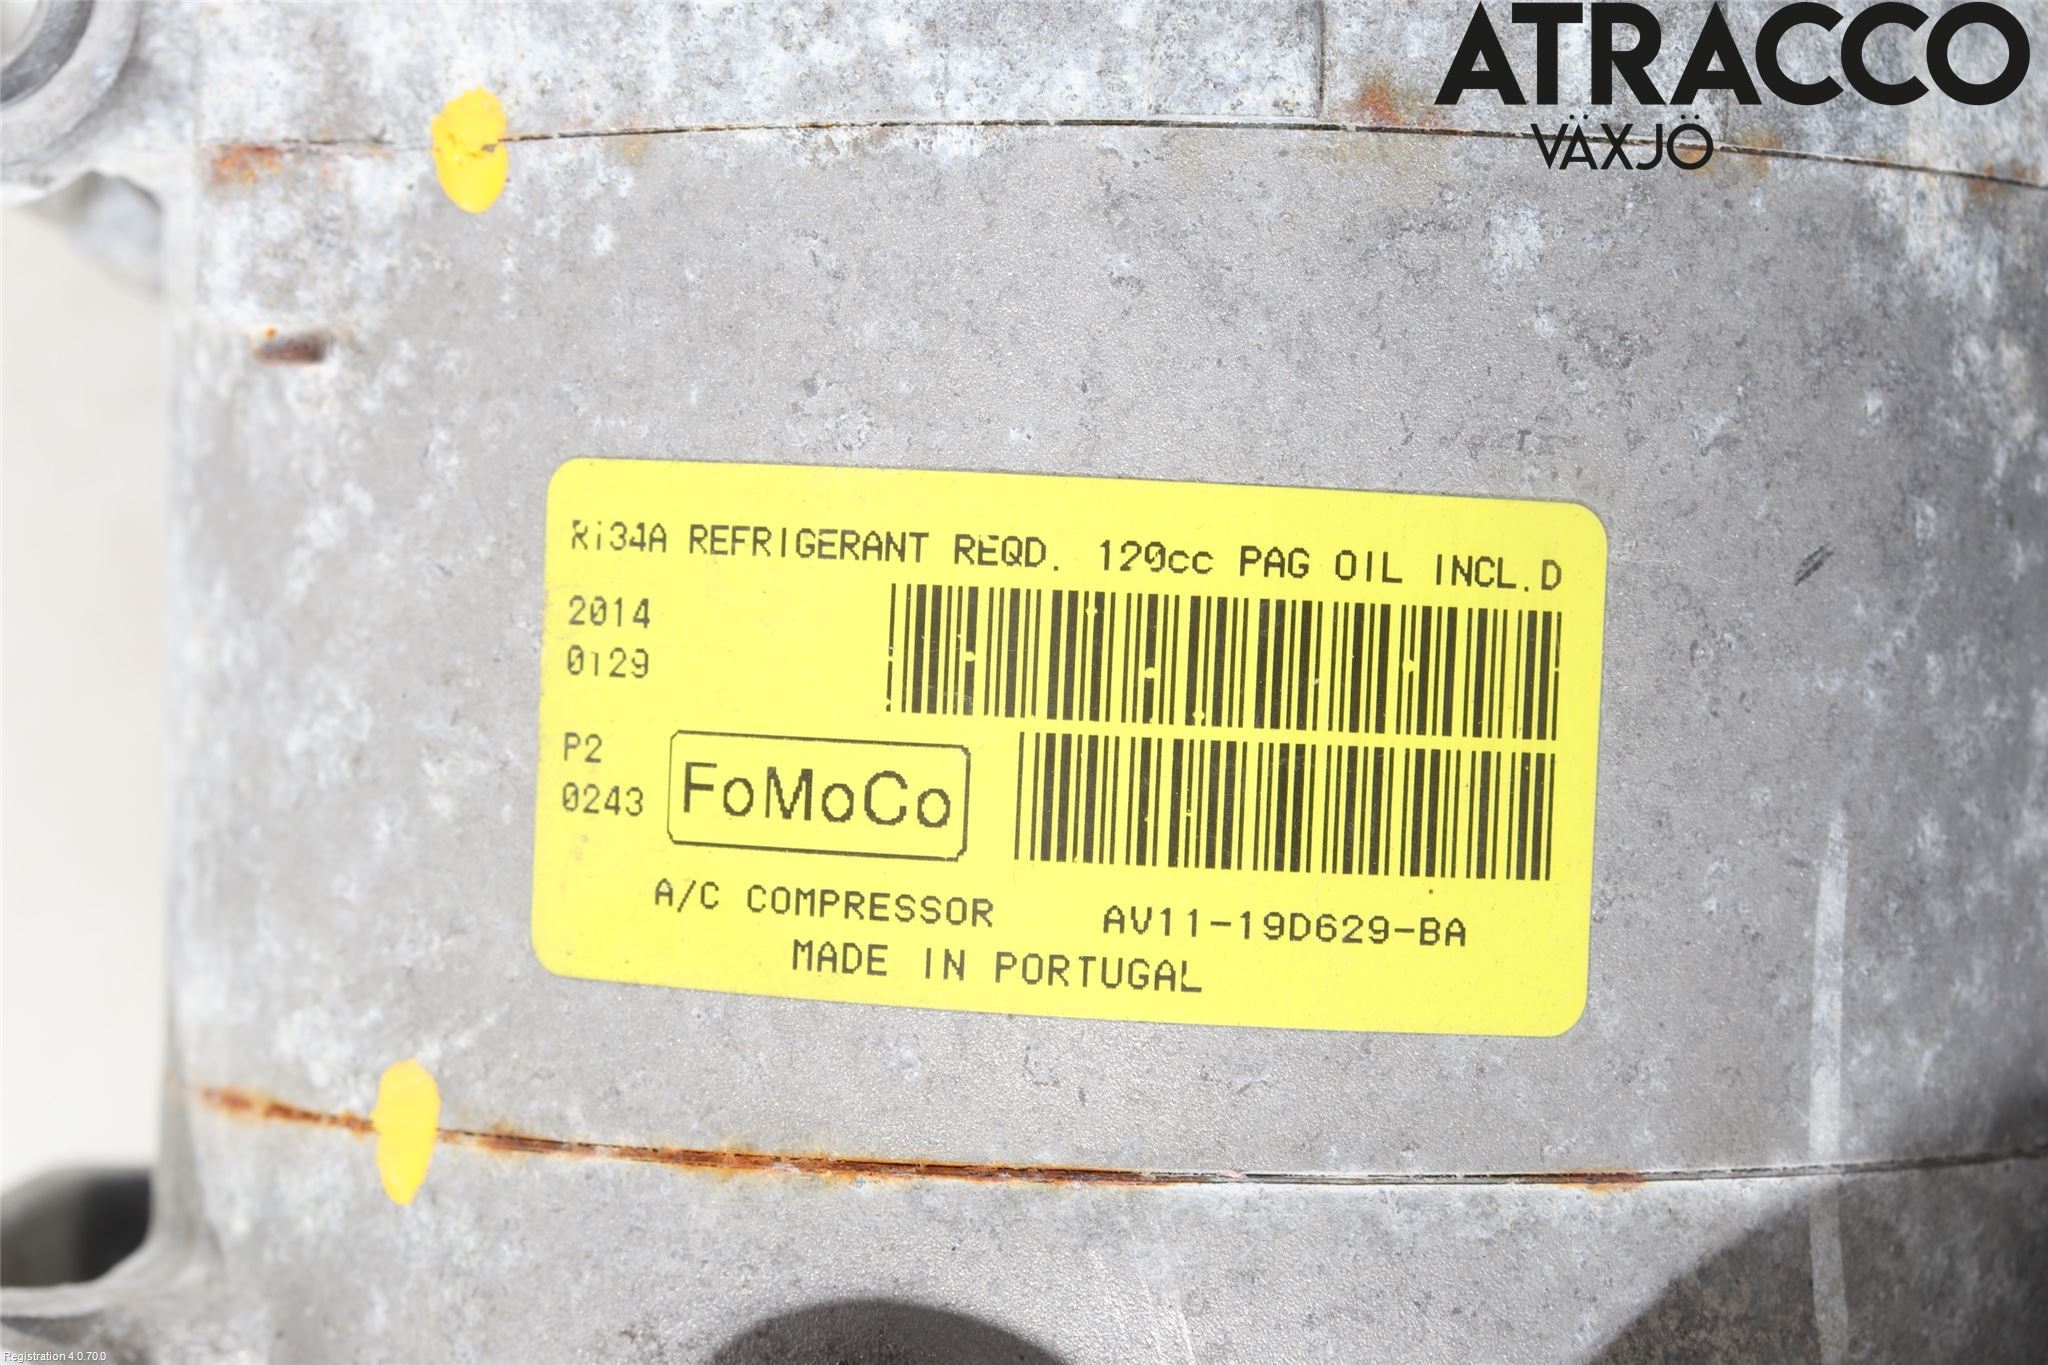 ATRACCO
VÄXJÖ
R134A REFRIGERANT REQD. 120cc PAG OIL INCL.D
2014
0129
P2
0243
FoMoCo
A/C COMPRESSOR AV11-19D629-BA
MADE IN PORTUGAL
Registration 4.0.70.0